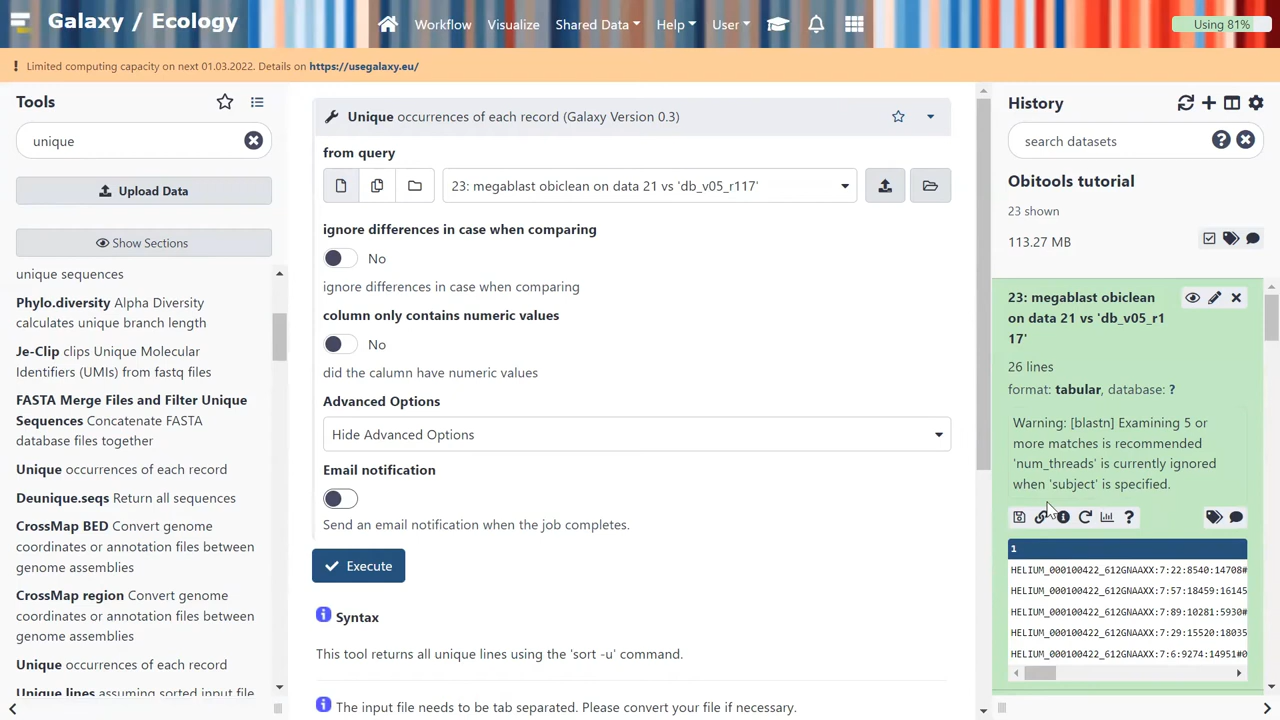 Galaxy / Ecology
Workflow
Visualize
Shared Data
Help
User
Using 81%
! Limited computing capacity on next 01.03.2022. Details on https://usegalaxy.eu/
Tools
unique
Upload Data
Show Sections
unique sequences
Phylo.diversity Alpha Diversity
calculates unique branch length
Je-Clip clips Unique Molecular
Identifiers (UMIs) from fastq files
FASTA Merge Files and Filter Unique
Sequences Concatenate FASTA
database files together
Unique occurrences of each record
Deunique.seqs Return all sequences
CrossMap BED Convert genome
coordinates or annotation files between
genome assemblies
CrossMap region Convert genome
coordinates or annotation files between
genome assemblies
Unique occurrences of each record
Unique lines assuming sorted input file
Unique occurrences of each record (Galaxy Version 0.3)
from query
23: megablast obiclean on data 21 vs 'db_v05_r117'
ignore differences in case when comparing
No
ignore differences in case when comparing
column only contains numeric values
No
did the calumn have numeric values
Advanced Options
Hide Advanced Options
Email notification
Send an email notification when the job completes.
Execute
Syntax
This tool returns all unique lines using the 'sort -u' command.
The input file needs to be tab separated. Please convert your file if necessary.
History
search datasets
Obitools tutorial
23 shown
113.27 MB
23: megablast obiclean
on data 21 vs 'db_v05_r1
17'
26 lines
format: tabular, database: ?
Warning: [blastn] Examining 5 or
more matches is recommended
'num_threads' is currently ignored
when 'subject' is specified.
1
HELIUM_000100422_612GNAAXX:7:22:8540:14708#
HELIUM_000100422_612GNAAXX:7:57:18459:16145
HELIUM_000100422_612GNAAXX:7:89:10281:5930#
HELIUM_000100422_612GNAAXX:7:29:15520:18035
HELIUM_000100422_612GNAAXX:7:6:9274:14951#0